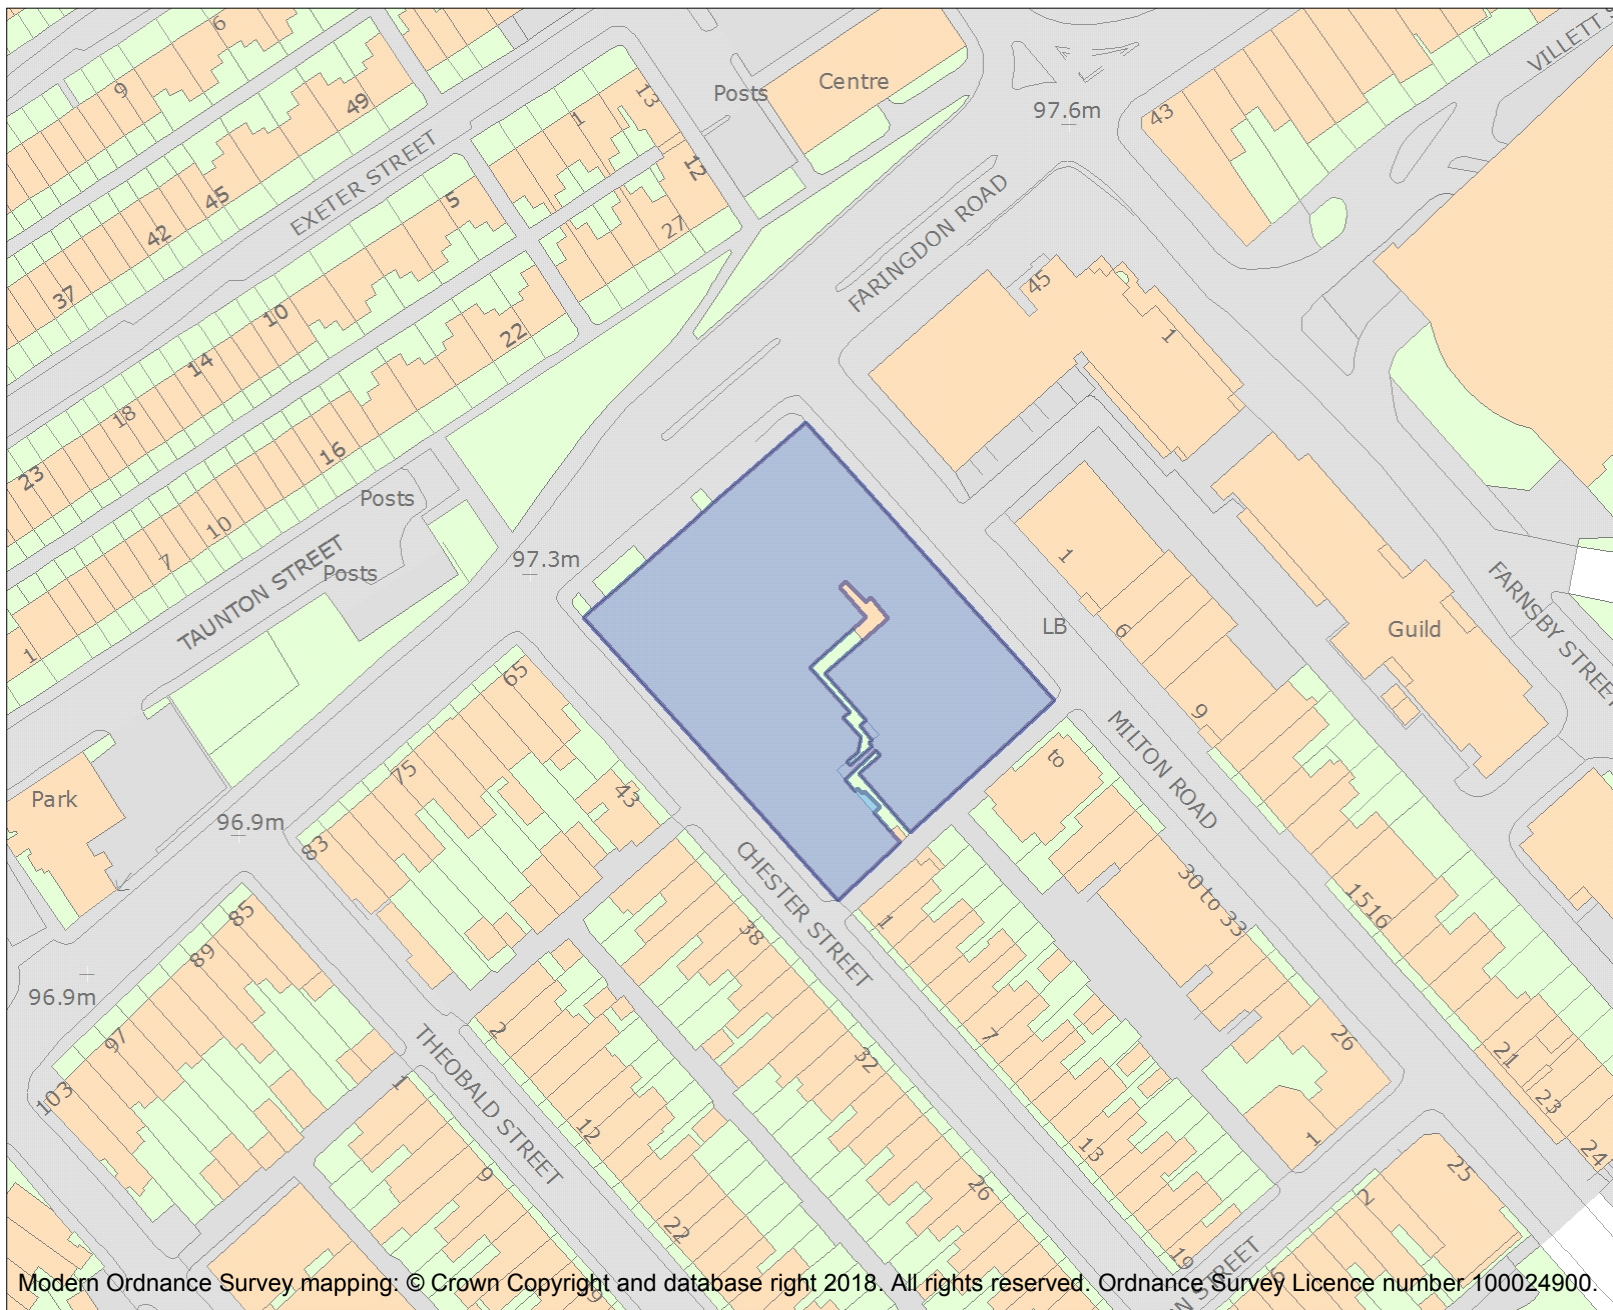 6
9
49
Posts
Centre
13
1
97.6m
43
VILLETT S
EXETER STREET
45
42
37
5
12
27
FARINGDON ROAD
10
14
18
23
22
16
45
1
Posts
10
7
1
TAUNTON STREET
Posts
97.3m
1
6
LB
9
Guild
FARNSBY STREET
MILTON ROAD
65
75
83
43
Park
96.9m
to
30 to 33
1516
CHESTER STREET
38
1
85
89
97
103
96.9m
2
7
32
26
21
23
24
THEOBALD STREET
1
9
12
22
26
13
19
1
2
25
N STREET
Modern Ordnance Survey mapping: © Crown Copyright and database right 2018. All rights reserved. Ordnance Survey Licence number 100024900.